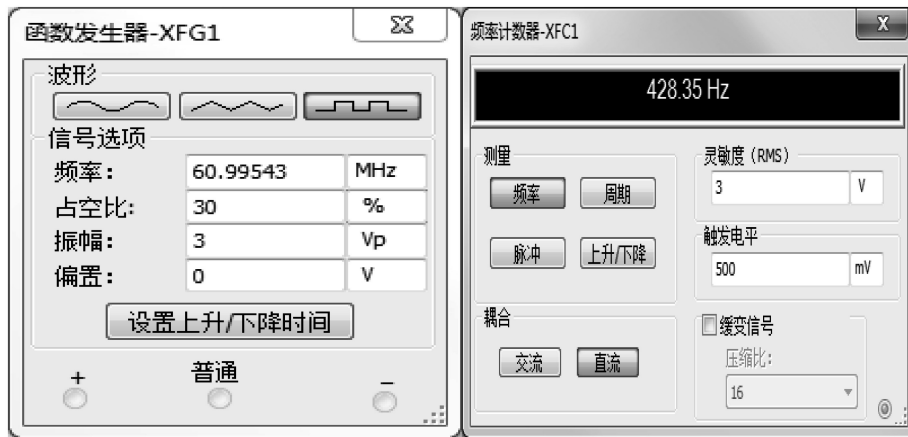 函数发生器-XFG1
波形
信号选项
频率: 60.99543 MHz
占空比: 30 %
振幅: 3 Vp
偏置: 0 V
设置上升/下降时间
+ 普通 −
频率计数器-XFC1
X
428.35 Hz
测量
频率 周期
脉冲 上升/下降
耦合
交流 直流
灵敏度 (RMS)
3 V
触发电平
500 mV
缓变信号
压缩比:
16